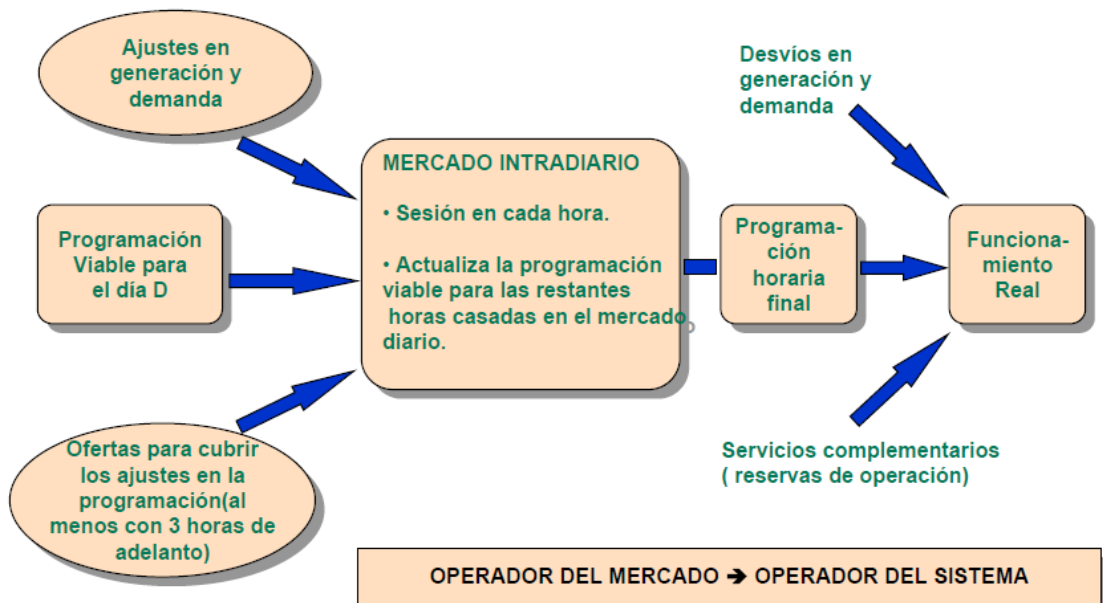 Ajustes en
generación y
demanda
Programación
Viable para
el día D
Ofertas para cubrir
los ajustes en la
programación(al
menos con 3 horas de
adelanto)
MERCADO INTRADIARIO
• Sesión en cada hora.
• Actualiza la programación
viable para las restantes
horas casadas en el mercado
diario.
Programa-
ción
horaria
final
Desvíos en
generación y
demanda
Funciona-
miento
Real
Servicios complementarios
( reservas de operación)
OPERADOR DEL MERCADO ➔ OPERADOR DEL SISTEMA